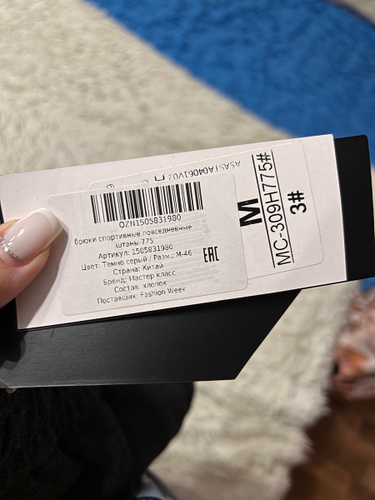 OZN1505831980
Брюки спортивные повседневные
штаны 775
Артикул: 1505831980
Цвет: Темно серый / Разм.: M-46
Страна: Китай
Бренд: Мастер класс
Состав: хлопок
Поставщик: Fashion Week
EAC
M
MC-309H775#
3#